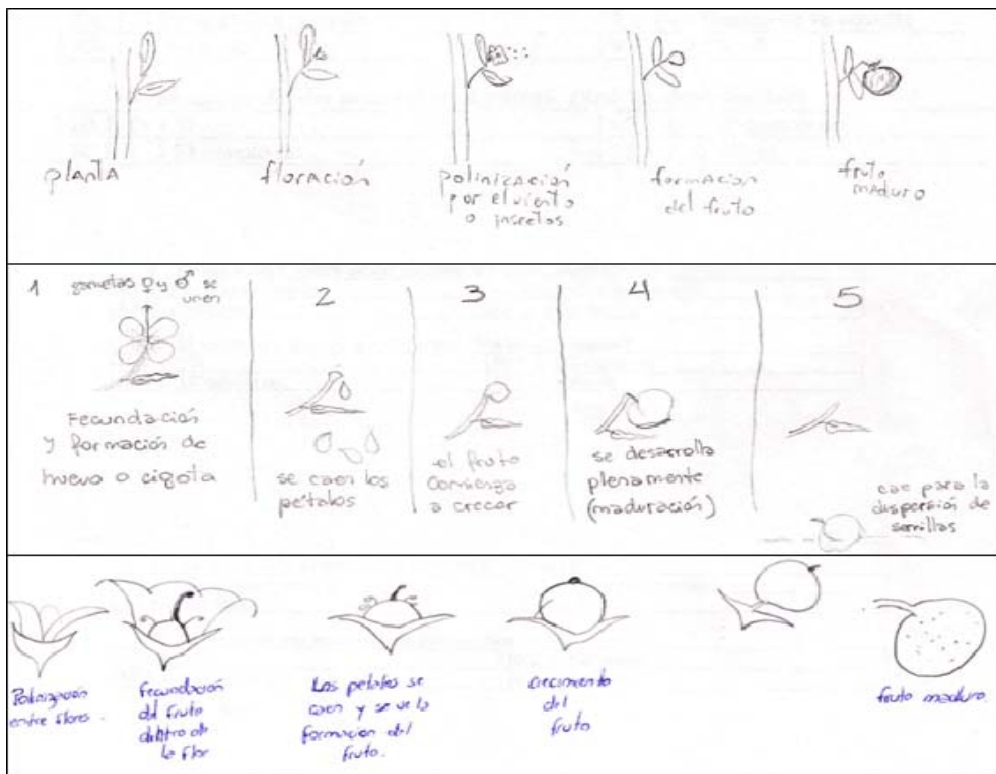 planta
floración
polinización
por el viento
o insectos
formacion
del fruto
fruto
maduro
1 gametas ♀ y ♂ se
unen
Fecundación
y formación de
huevo o cigota
2
se caen los
pétalos
3
el fruto
comienza
a crecer
4
se desarrolla
plenamente
(maduración)
5
cae para la
dispersión de
semillas
Polinización
entre flores.
Fecundación
del fruto
dentro de
la flor
Los petalos se
caen y se ve la
formación del
fruto.
crecimiento
del
fruto
fruto maduro.